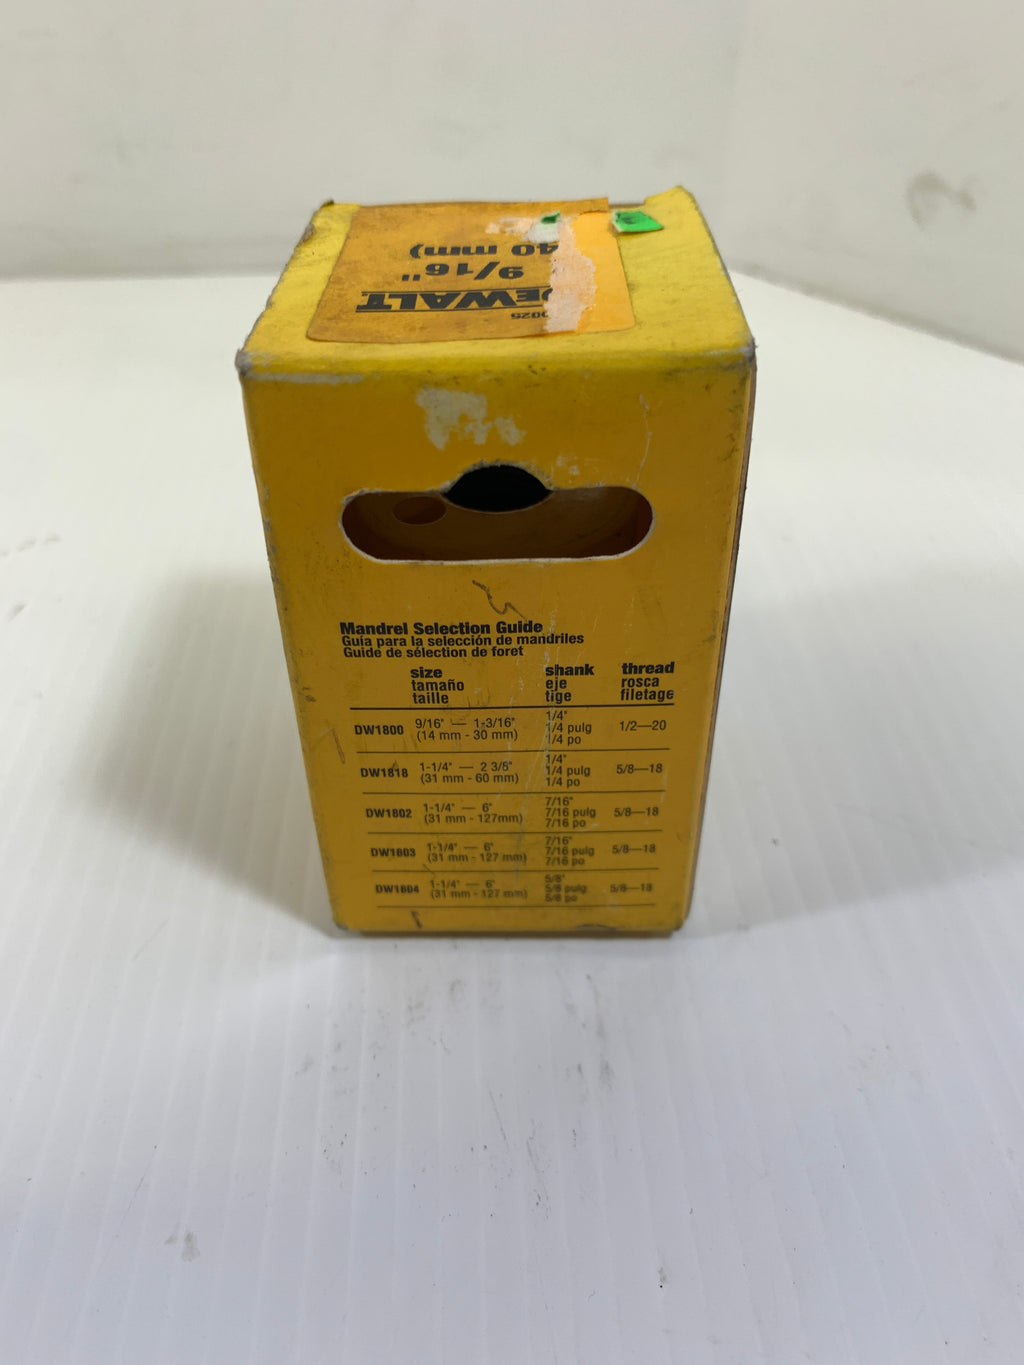 0025
DEWALT
9/16"
40 mm)
Mandrel Selection Guide
Guia para la selección de mandriles
Guide de sélection de foret
size shank thread
tamaño eje rosca
taille tige filetage
DW1800 9/16" — 1-3/16" 1/4" 1/2—20
(14 mm - 30 mm) 1/4 pulg
1/4 po
DW1818 1-1/4" — 2 3/8" 1/4" 5/8—18
(31 mm - 60 mm) 1/4 pulg
1/4 po
DW1802 1-1/4" — 6" 7/16" 5/8—18
(31 mm - 127mm) 7/16 pulg
7/16 po
DW1803 1-1/4" — 6" 7/16" 5/8—18
(31 mm - 127 mm) 7/16 pulg
7/16 po
DW1804 1-1/4" — 6" 5/8" 5/8—18
(31 mm - 127 mm) 5/8 pulg
5/8 po